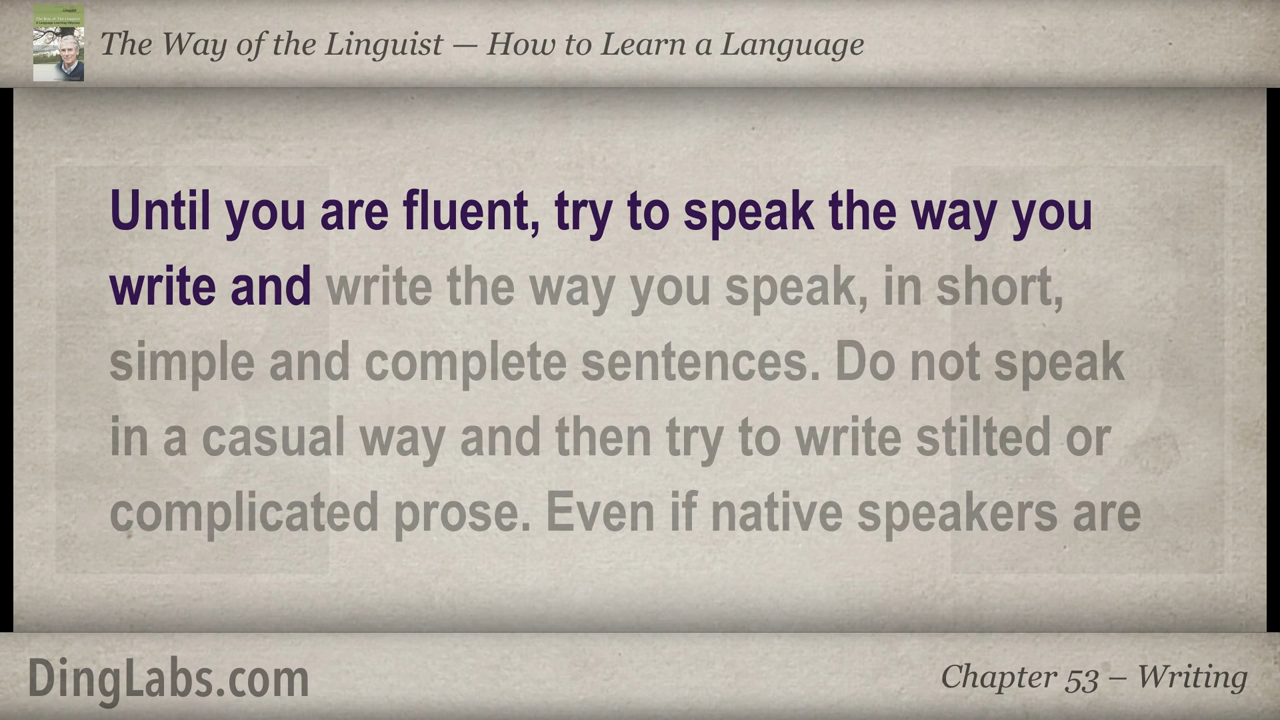 The Way of the Linguist — How to Learn a Language
Until you are fluent, try to speak the way you
write and write the way you speak, in short,
simple and complete sentences. Do not speak
in a casual way and then try to write stilted or
complicated prose. Even if native speakers are
DingLabs.com
Chapter 53 – Writing